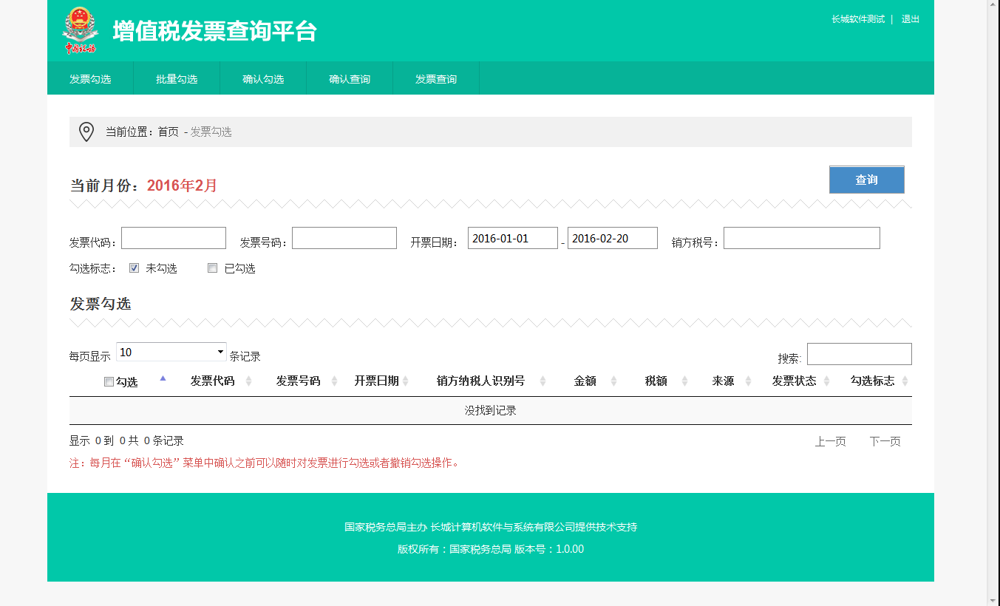 中国税务
增值税发票查询平台
长城软件测试 | 退出
发票勾选 批量勾选 确认勾选 确认查询 发票查询
当前位置：首页 - 发票勾选
当前月份：2016年2月 查询
发票代码： 发票号码： 开票日期： 2016-01-01 - 2016-02-20 销方税号：
勾选标志： 未勾选 已勾选
发票勾选
每页显示 10 条记录 搜索:
勾选 发票代码 发票号码 开票日期 销方纳税人识别号 金额 税额 来源 发票状态 勾选标志
没找到记录
显示 0 到 0 共 0 条记录 上一页 下一页
注：每月在“确认勾选”菜单中确认之前可以随时对发票进行勾选或者撤销勾选操作。
国家税务总局主办 长城计算机软件与系统有限公司提供技术支持
版权所有：国家税务总局 版本号：1.0.00